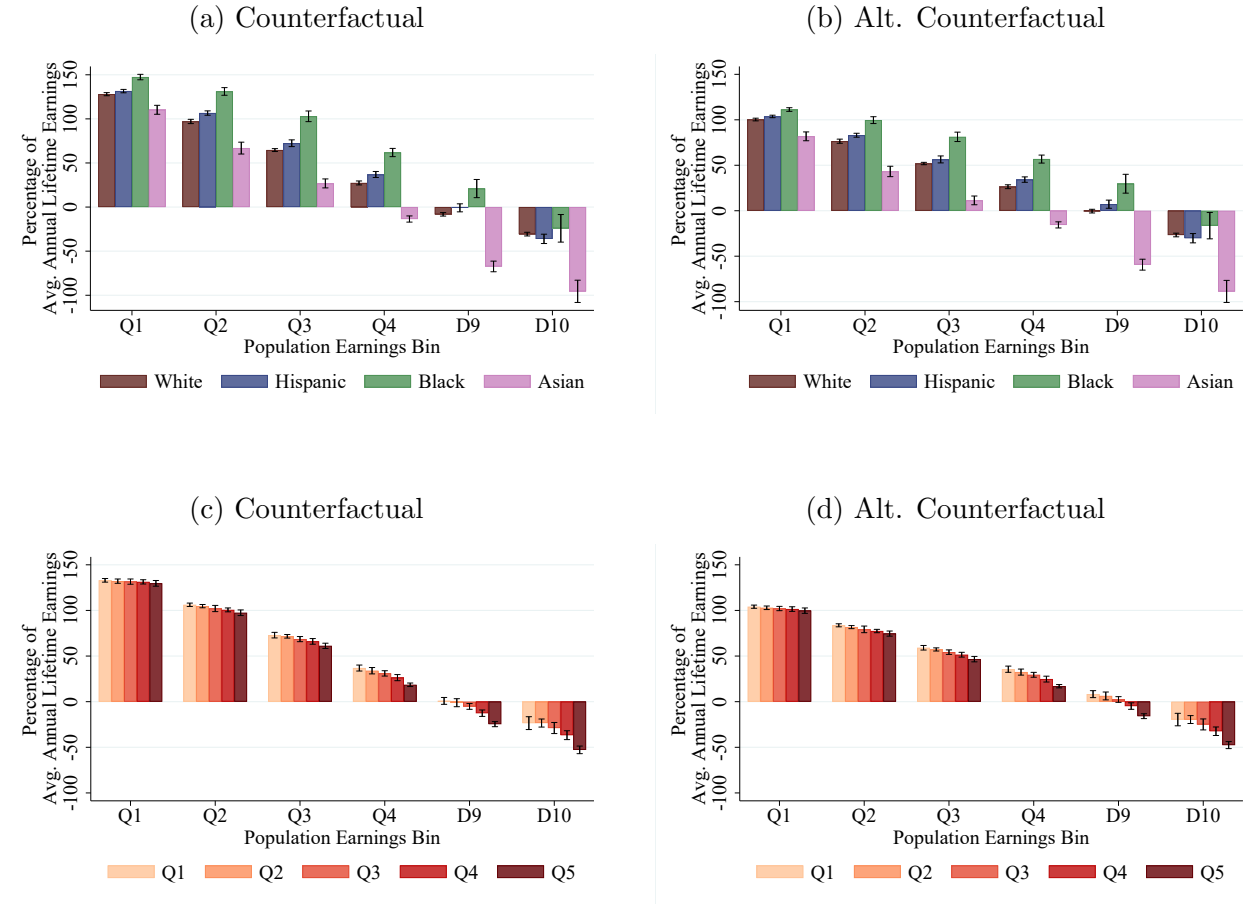 (a) Counterfactual
Percentage of
Avg. Annual Lifetime Earnings
150
100
50
0
-50
-100
Q1 Q2 Q3 Q4 D9 D10
Population Earnings Bin
White Hispanic Black Asian
(b) Alt. Counterfactual
Percentage of
Avg. Annual Lifetime Earnings
150
100
50
0
-50
-100
Q1 Q2 Q3 Q4 D9 D10
Population Earnings Bin
White Hispanic Black Asian
(c) Counterfactual
Percentage of
Avg. Annual Lifetime Earnings
150
100
50
0
-50
-100
Q1 Q2 Q3 Q4 D9 D10
Population Earnings Bin
Q1 Q2 Q3 Q4 Q5
(d) Alt. Counterfactual
Percentage of
Avg. Annual Lifetime Earnings
150
100
50
0
-50
-100
Q1 Q2 Q3 Q4 D9 D10
Population Earnings Bin
Q1 Q2 Q3 Q4 Q5